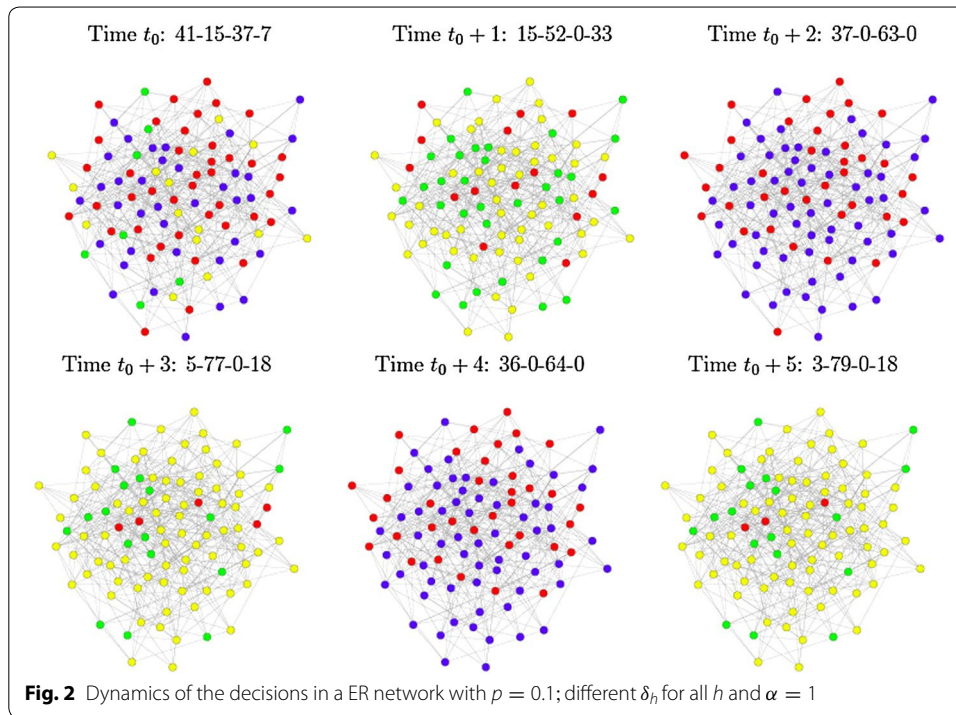 Time t₀: 41-15-37-7
Time t₀ + 1: 15-52-0-33
Time t₀ + 2: 37-0-63-0
Time t₀ + 3: 5-77-0-18
Time t₀ + 4: 36-0-64-0
Time t₀ + 5: 3-79-0-18
Fig. 2 Dynamics of the decisions in a ER network with p = 0.1; different δₕ for all h and α = 1